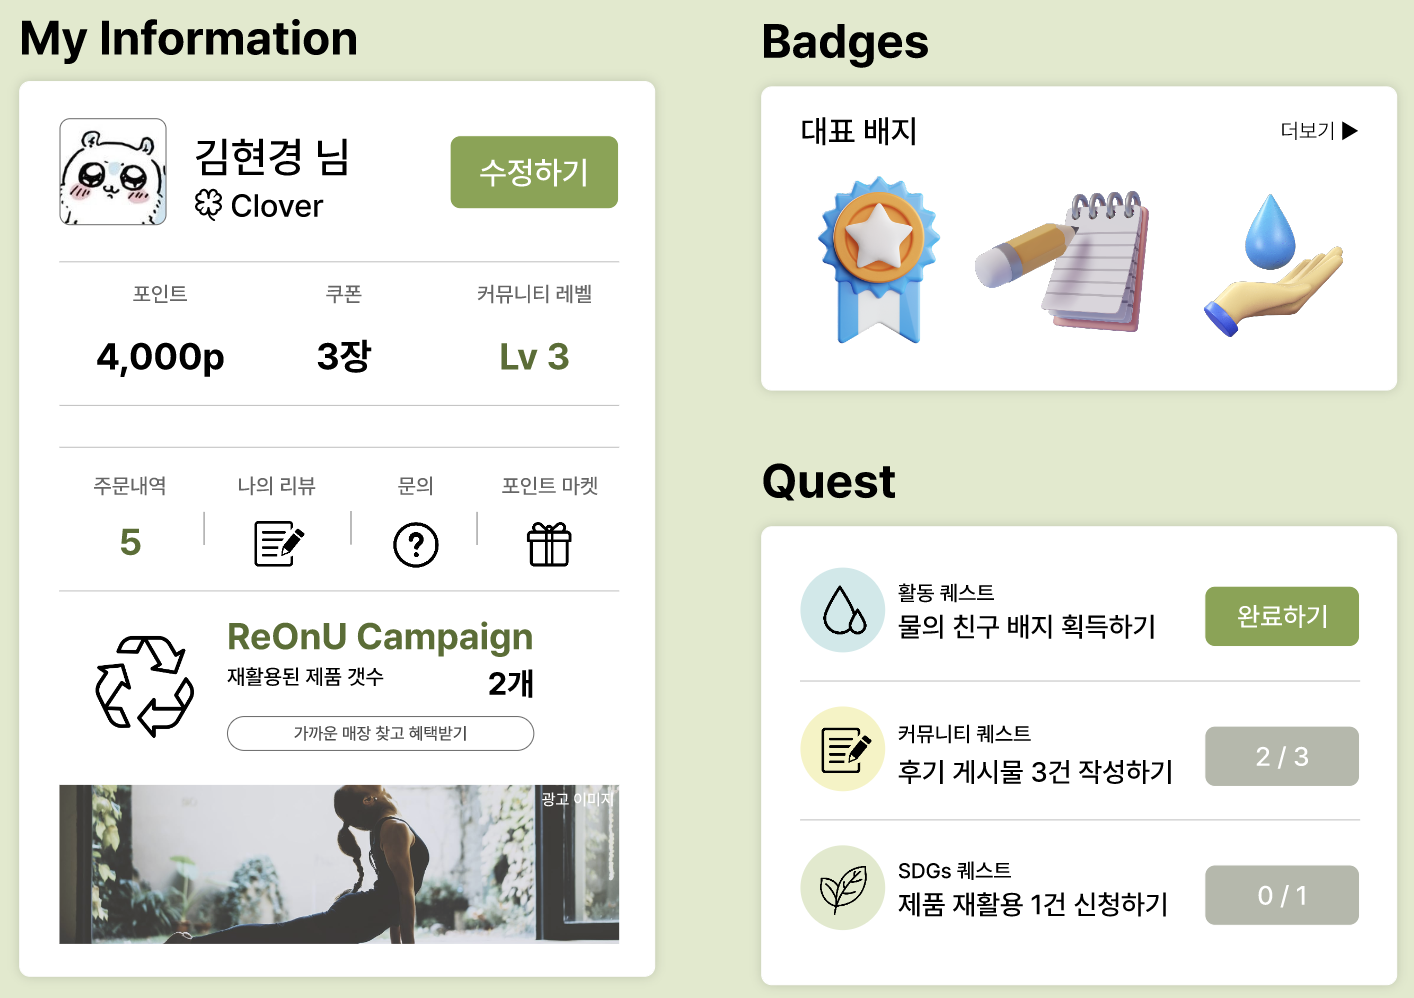 My Information
김현경 님
Clover
수정하기
포인트
쿠폰
커뮤니티 레벨
4,000p
3장
Lv 3
주문내역
나의 리뷰
문의
포인트 마켓
5
ReOnU Campaign
재활용된 제품 갯수
2개
가까운 매장 찾고 혜택받기
광고 이미지
Badges
대표 배지
더보기 ▶
Quest
활동 퀘스트
물의 친구 배지 획득하기
완료하기
커뮤니티 퀘스트
후기 게시물 3건 작성하기
2 / 3
SDGs 퀘스트
제품 재활용 1건 신청하기
0 / 1